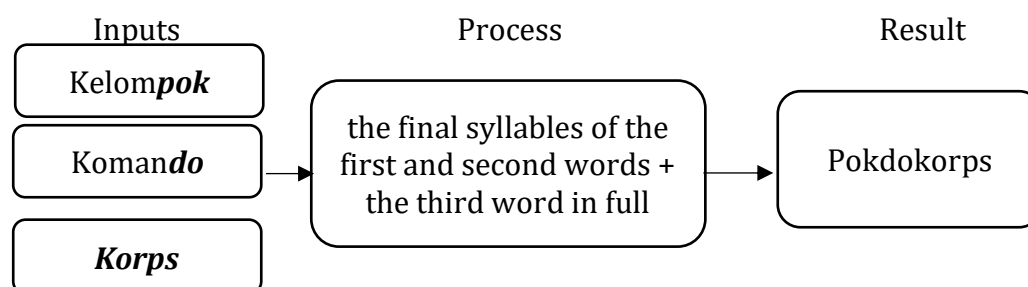 Inputs
Process
Result
Kelompok
Komando
Korps
the final syllables of the
first and second words +
the third word in full
Pokdokorps